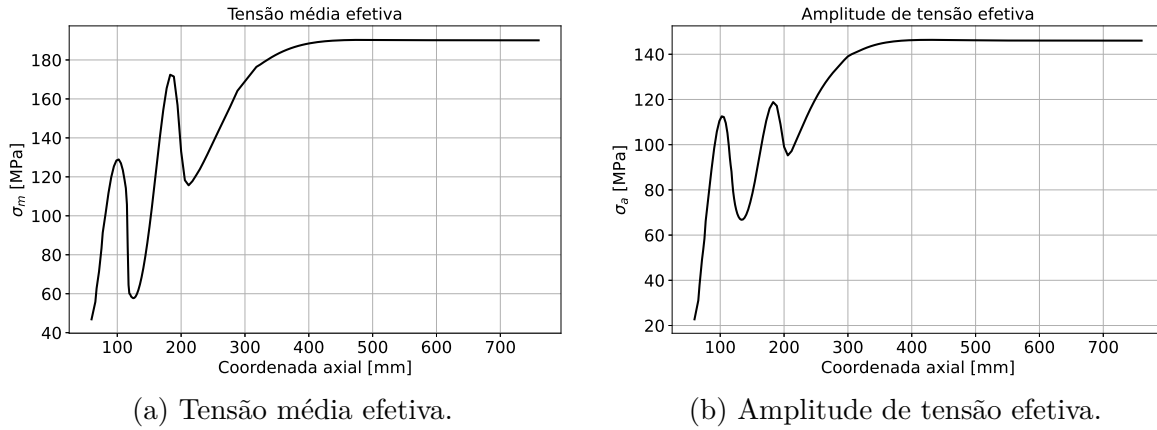 Tensão média efetiva
180
160
140
120
100
80
60
40
σm [MPa]
100 200 300 400 500 600 700
Coordenada axial [mm]
(a) Tensão média efetiva.
Amplitude de tensão efetiva
140
120
100
80
60
40
20
σa [MPa]
100 200 300 400 500 600 700
Coordenada axial [mm]
(b) Amplitude de tensão efetiva.